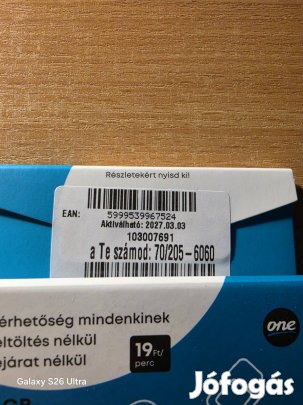 Részletekért nyisd ki!
EAN:
5999539967524
Aktiválható: 2027.03.03
103007691
a Te számod: 70/205-6060
érhetőség mindenkinek
eltöltés nélkül
ejárat nélkül
19 Ft/
perc
one
Galaxy S26 Ultra
GB
Jófogás